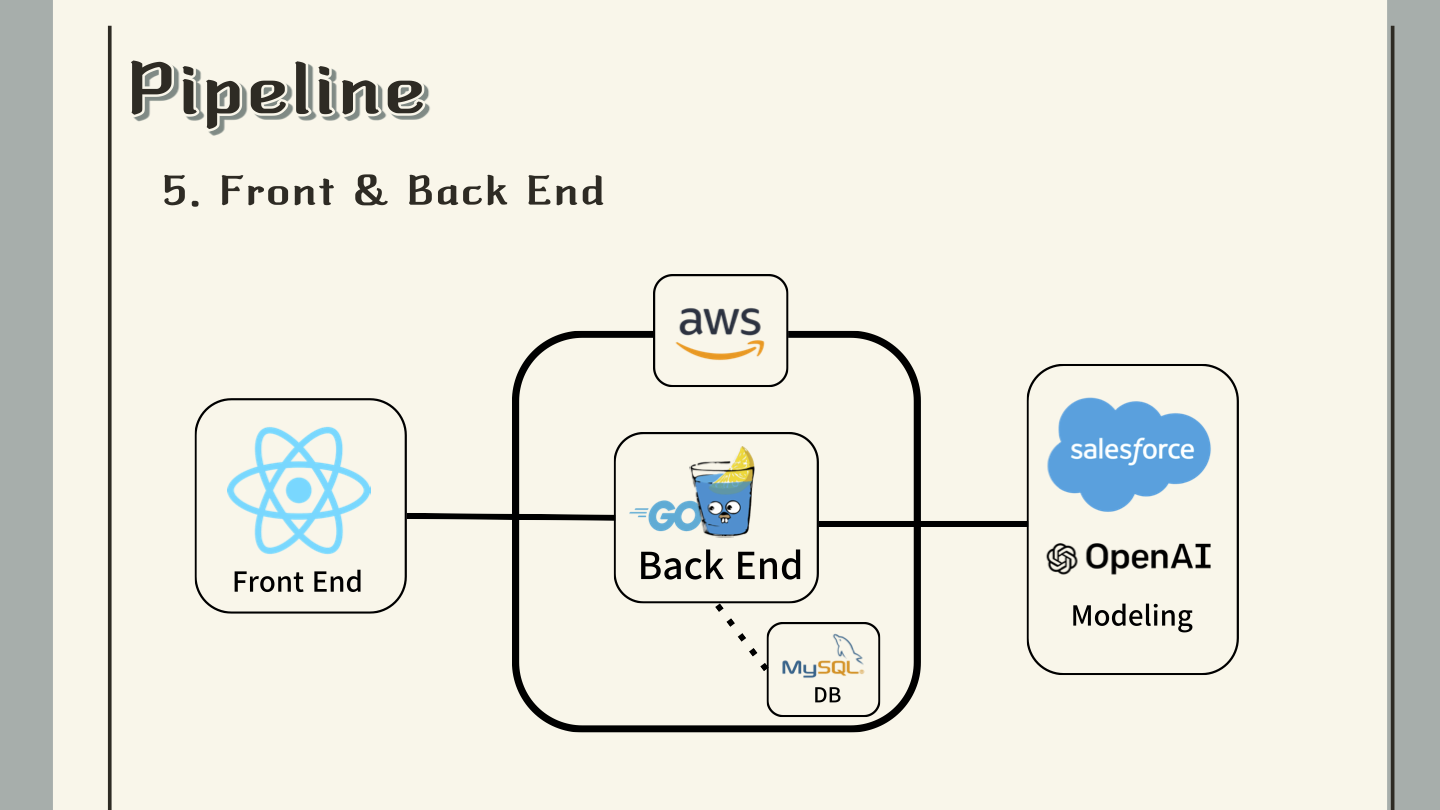 Pipeline
5. Front & Back End
aws
Front End
GO
Back End
MySQL
DB
salesforce
OpenAI
Modeling